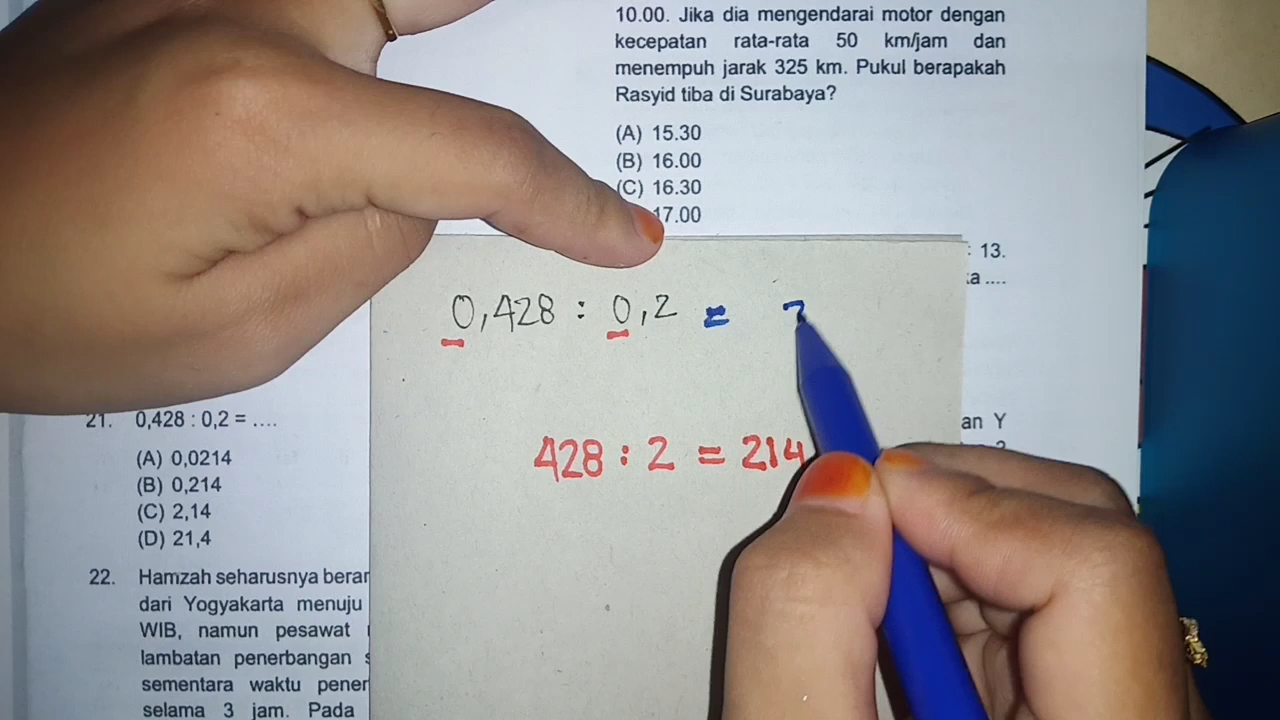 10.00. Jika dia mengendarai motor dengan
kecepatan rata-rata 50 km/jam dan
menempuh jarak 325 km. Pukul berapakah
Rasyid tiba di Surabaya?
(A) 15.30
(B) 16.00
(C) 16.30
17.00
: 13.
0,428 : 0,2 =
428 : 2 = 214
an Y
21. 0,428 : 0,2 = ....
(A) 0,0214
(B) 0,214
(C) 2,14
(D) 21,4
22. Hamzah seharusnya
dari Yogyakarta menuju
WIB, namun pesawat
lambatan penerbangan
sementara waktu
selama 3 jam. Pada